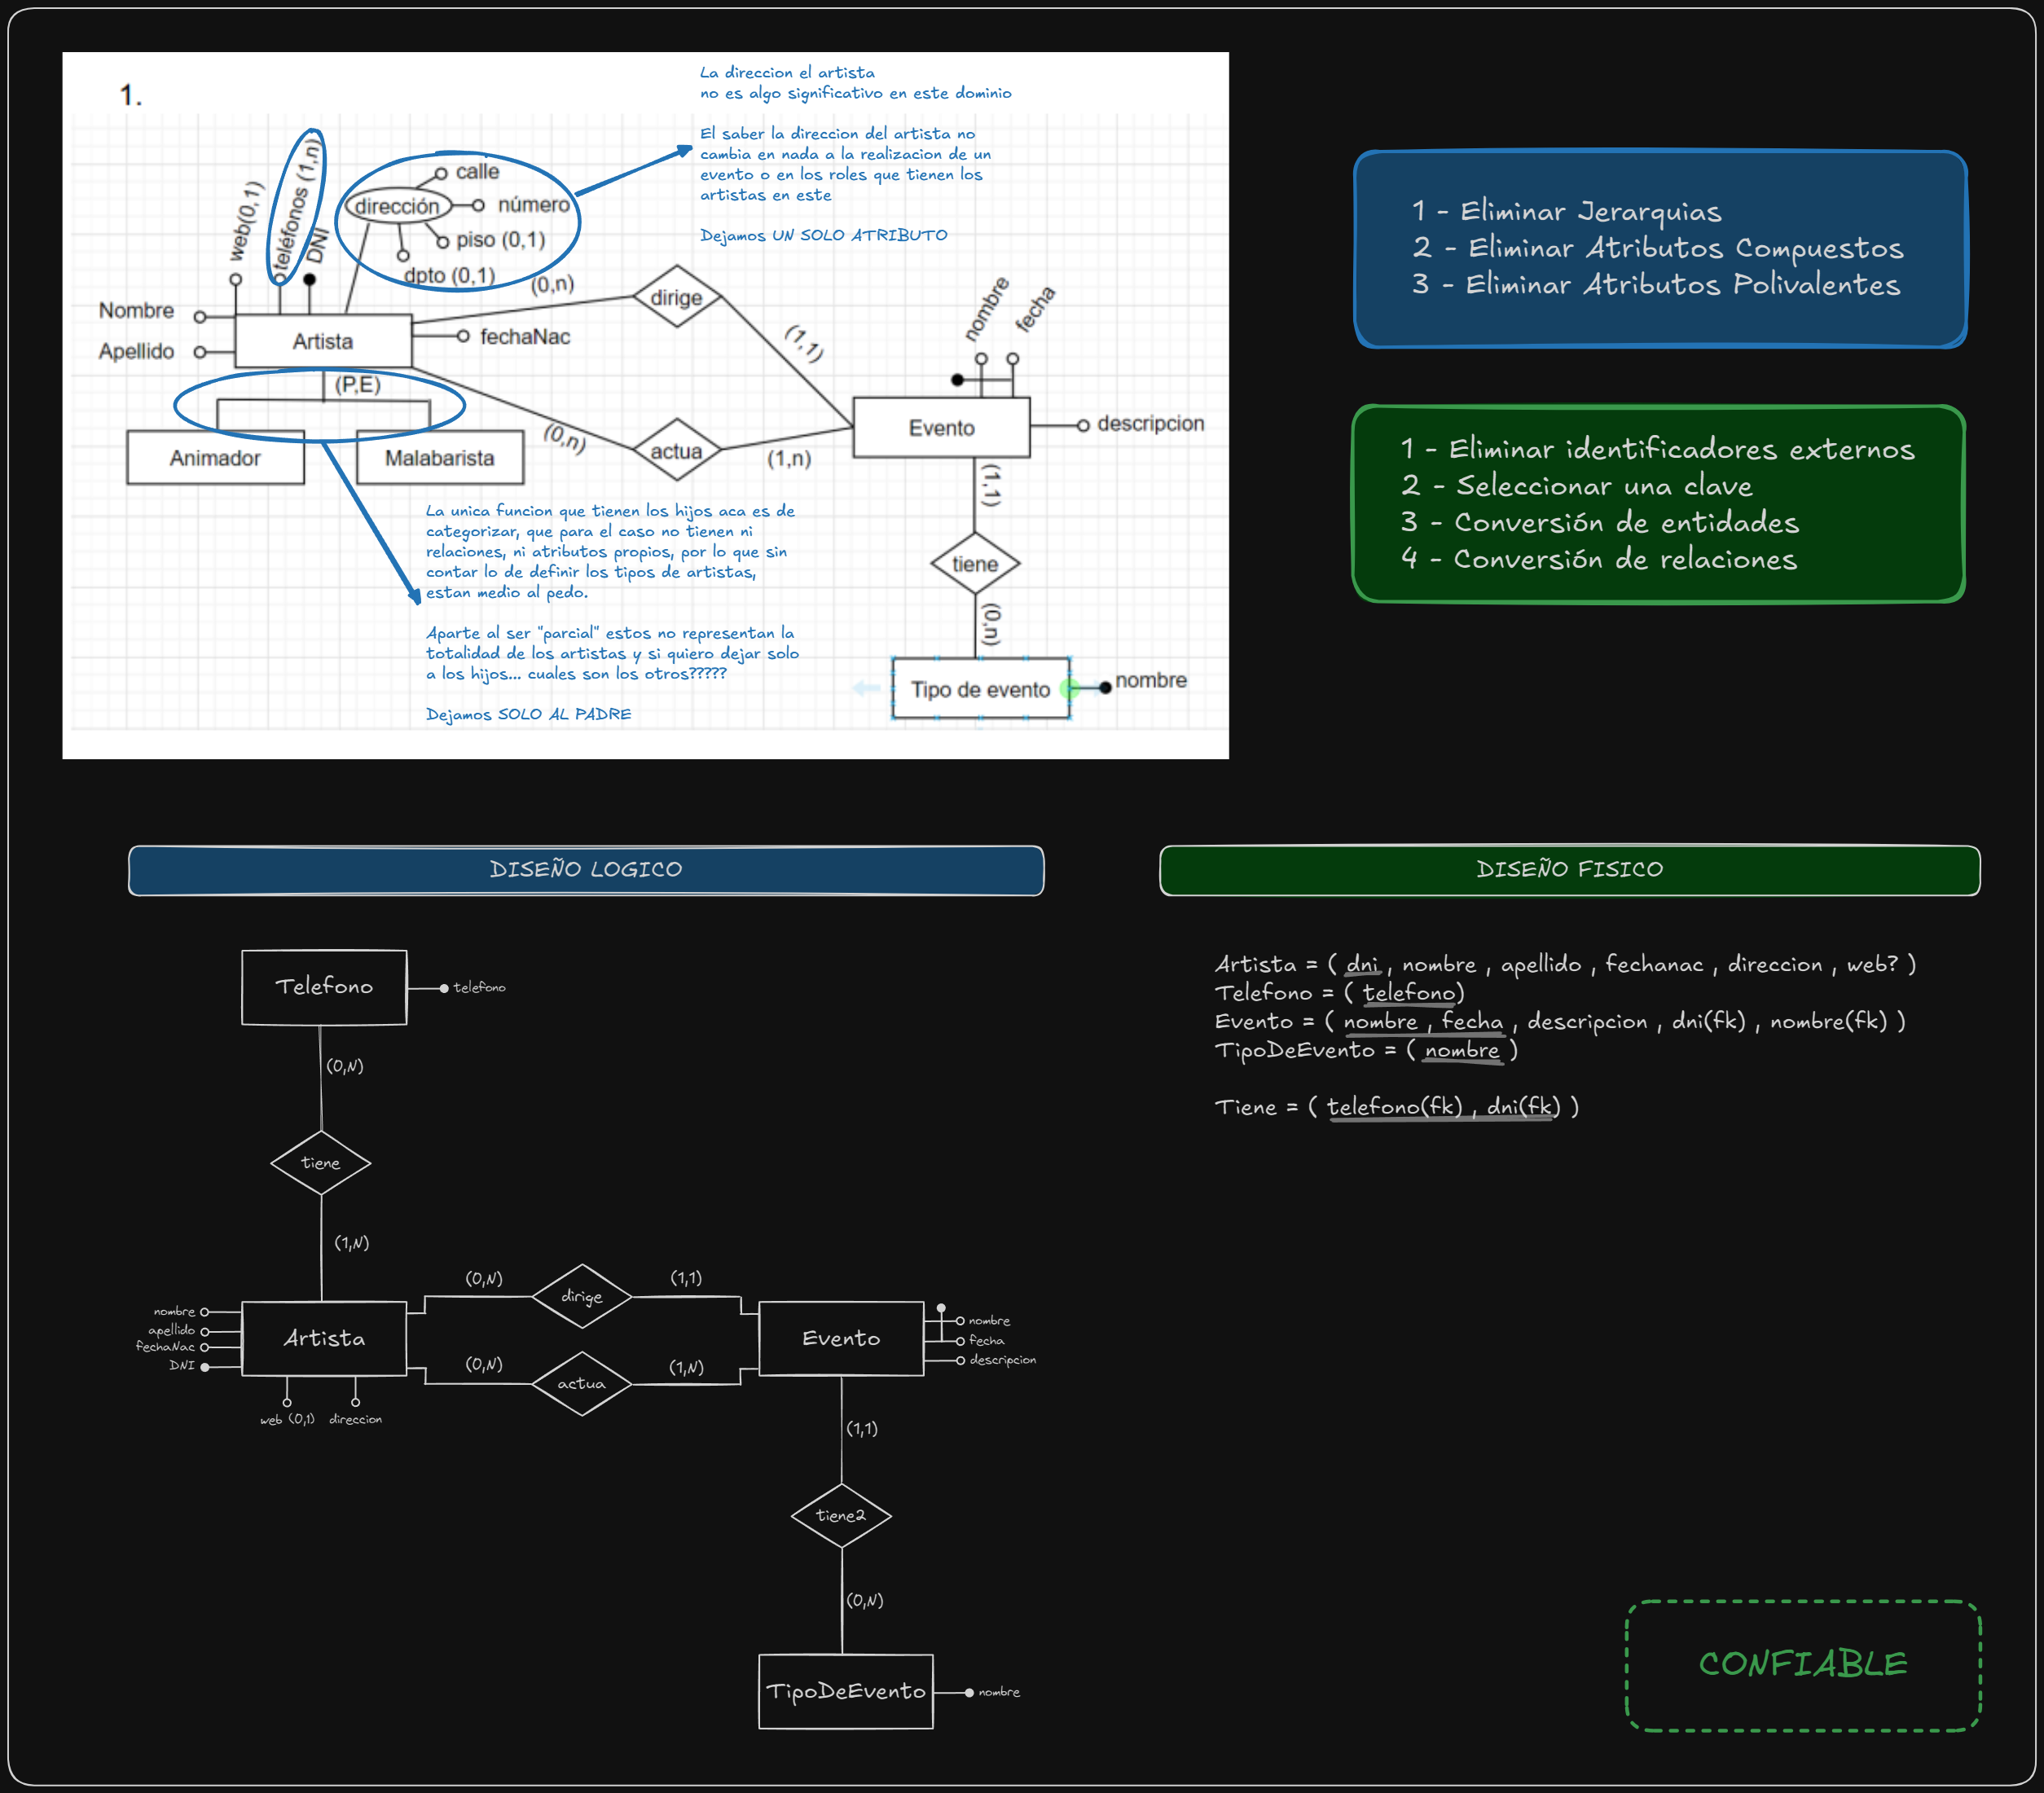 1.
La direccion el artista
no es algo significativo en este dominio
El saber la direccion del artista no
cambia en nada a la realizacion de un
evento o en los roles que tienen los
artistas en este
Dejamos UN SOLO ATRIBUTO
web(0,1)
teléfonos (1,n)
DNI
dirección
calle
número
piso (0,1)
dpto (0,1)
Nombre
Apellido
Artista
fechaNac
(0,n)
dirige
(1,1)
(P,E)
Animador
Malabarista
(0,n)
actua
(1,n)
nombre
fecha
Evento
descripcion
(1,1)
tiene
(0,n)
Tipo de evento
nombre
La unica funcion que tienen los hijos aca es de
categorizar, que para el caso no tienen ni
relaciones, ni atributos propios, por lo que sin
contar lo de definir los tipos de artistas,
estan medio al pedo.
Aparte al ser "parcial" estos no representan la
totalidad de los artistas y si quiero dejar solo
a los hijos... cuales son los otros?????
Dejamos SOLO AL PADRE
1 - Eliminar Jerarquias
2 - Eliminar Atributos Compuestos
3 - Eliminar Atributos Polivalentes
1 - Eliminar identificadores externos
2 - Seleccionar una clave
3 - Conversión de entidades
4 - Conversión de relaciones
DISEÑO LOGICO
Telefono
telefono
(0,N)
tiene
(1,N)
nombre
apellido
fechaNac
DNI
Artista
web (0,1)
direccion
(0,N)
dirige
(1,1)
(0,N)
actua
(1,N)
Evento
nombre
fecha
descripcion
(1,1)
tiene2
(0,N)
TipoDeEvento
nombre
DISEÑO FISICO
Artista = ( dni , nombre , apellido , fechanac , direccion , web? )
Telefono = ( telefono)
Evento = ( nombre , fecha , descripcion , dni(fk) , nombre(fk) )
TipoDeEvento = ( nombre )
Tiene = ( telefono(fk) , dni(fk) )
CONFIABLE